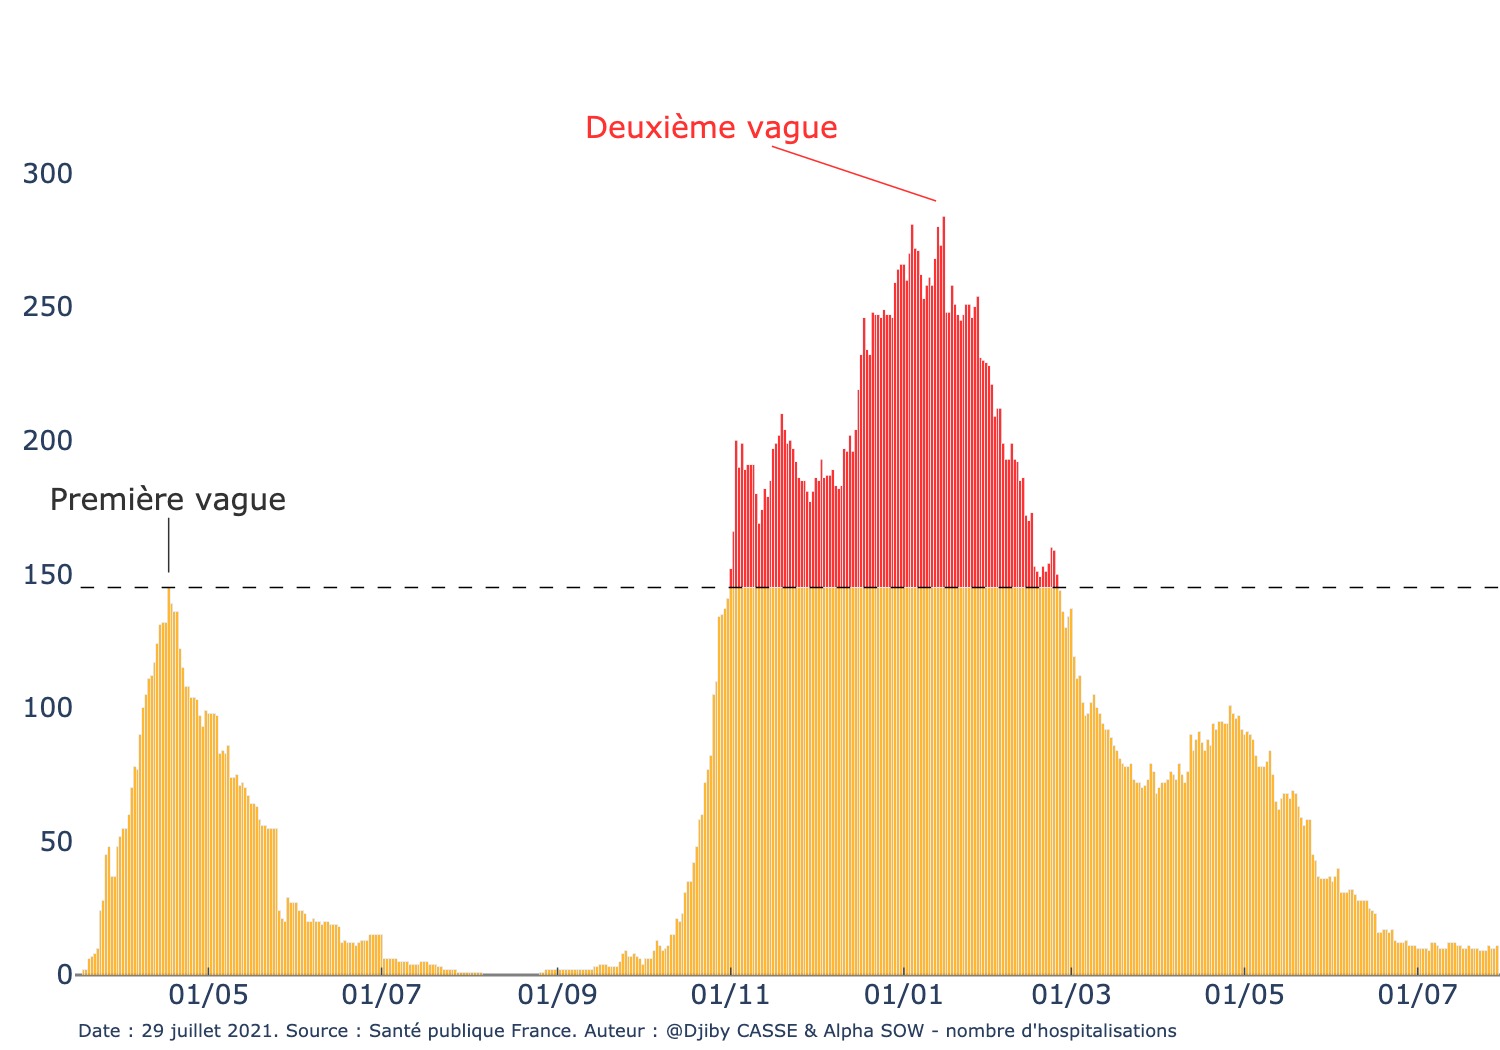 Deuxième vague
300
250
200
Première vague
150
100
50
0
01/05 01/07 01/09 01/11 01/01 01/03 01/05 01/07
Date : 29 juillet 2021. Source : Santé publique France. Auteur : @Djiby CASSE & Alpha SOW - nombre d'hospitalisations